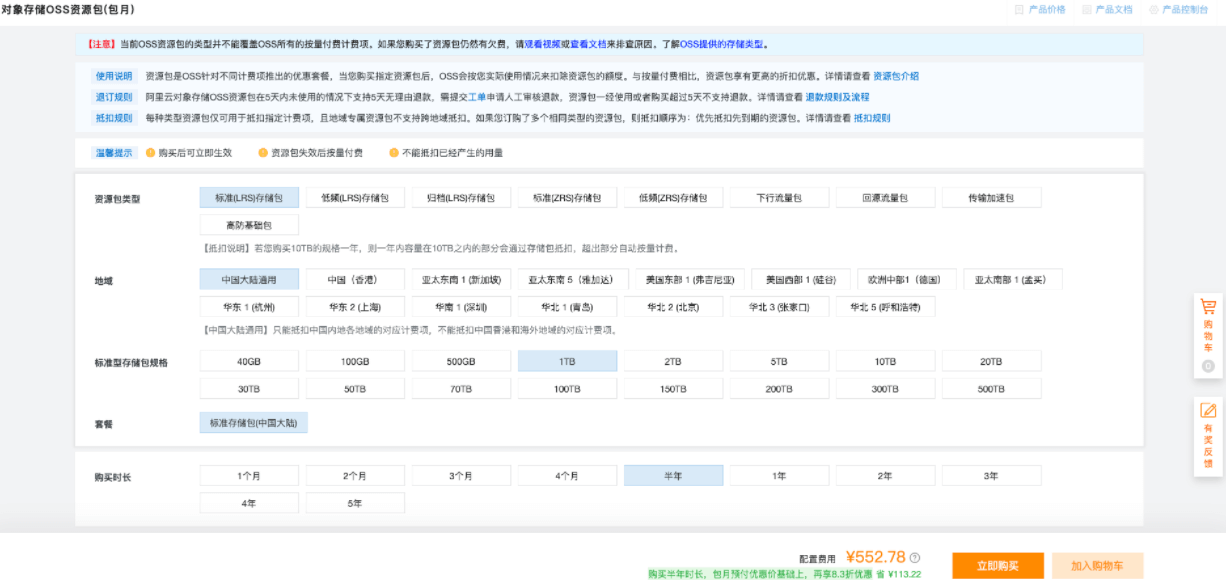 对象存储OSS资源包(包月)
产品价格 产品文档 产品控制台
【注意】当前OSS资源包的类型并不能覆盖OSS所有的按量付费计费项。如果您购买了资源包仍然有欠费，请观看视频或查看文档来排查原因。了解OSS提供的存储类型。
使用说明 资源包是OSS针对不同计费项推出的优惠套餐，当您购买指定资源包后，OSS会按您实际使用情况来扣除资源包的额度。与按量付费相比，资源包享有更高的折扣优惠。详情请查看 资源包介绍
退订规则 阿里云对象存储OSS资源包在5天内未使用的情况下支持5天无理由退款，需提交工单申请人工审核退款，资源包一经使用或者购买超过5天不支持退款。详情请查看 退款规则及流程
抵扣规则 每种类型资源包仅可用于抵扣指定计费项，且地域专属资源包不支持跨地域抵扣。如果您订购了多个相同类型的资源包，则抵扣顺序为：优先抵扣先到期的资源包。详情请查看 抵扣规则
温馨提示 购买后可立即生效 资源包失效后按量付费 不能抵扣已经产生的用量
资源包类型 标准(LRS)存储包 低频(LRS)存储包 归档(LRS)存储包 标准(ZRS)存储包 低频(ZRS)存储包 下行流量包 回源流量包 传输加速包
高防基础包
【抵扣说明】若您购买10TB的规格一年，则一年内容量在10TB之内的部分会通过存储包抵扣，超出部分自动按量计费。
地域 中国大陆通用 中国（香港） 亚太东南 1 (新加坡) 亚太东南 5（雅加达） 美国东部 1 (弗吉尼亚) 美国西部 1 (硅谷) 欧洲中部1（德国） 亚太南部 1（孟买）
华东 1 (杭州) 华东 2 (上海) 华南 1 (深圳) 华北 1 (青岛) 华北 2 (北京) 华北 3 (张家口) 华北 5 (呼和浩特)
【中国大陆通用】只能抵扣中国内地各地域的对应计费项，不能抵扣中国香港和海外地域的对应计费项。
标准型存储包规格 40GB 100GB 500GB 1TB 2TB 5TB 10TB 20TB
30TB 50TB 70TB 100TB 150TB 200TB 300TB 500TB
套餐 标准存储包(中国大陆)
购买时长 1个月 2个月 3个月 4个月 半年 1年 2年 3年
4年 5年
购物车
0
有奖反馈
配置费用 ¥552.78
购买半年时长，包月预付优惠价基础上，再享8.3折优惠 省 ¥113.22
立即购买 加入购物车